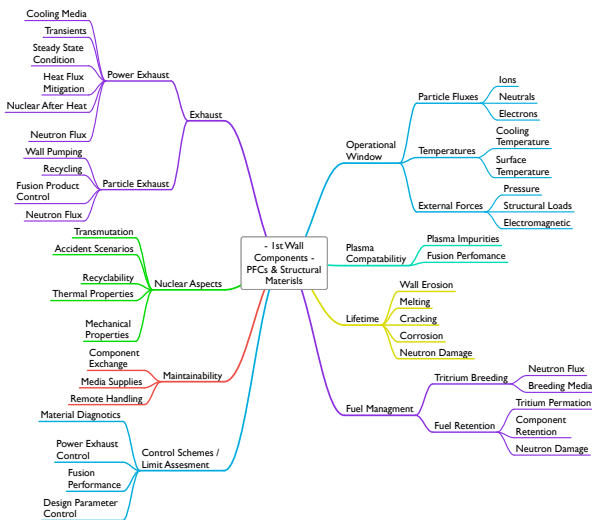 - 1st Wall
Components -
PFCs & Structural
Materisls
Exhaust
Power Exhaust
Cooling Media
Transients
Steady State
Condition
Heat Flux
Mitigation
Nuclear After Heat
Neutron Flux
Particle Exhaust
Wall Pumping
Recycling
Fusion Product
Control
Neutron Flux
Nuclear Aspects
Transmutation
Accident Scenarios
Recyclability
Thermal Properties
Mechanical
Properties
Maintainability
Component
Exchange
Media Supplies
Remote Handling
Control Schemes /
Limit Assesment
Material Diagnotics
Power Exhaust
Control
Fusion
Performance
Design Parameter
Control
Operational
Window
Particle Fluxes
Ions
Neutrals
Electrons
Temperatures
Cooling
Temperature
Surface
Temperature
External Forces
Pressure
Structural Loads
Electromagnetic
Plasma
Compatability
Plasma Impurities
Fusion Perfomance
Lifetime
Wall Erosion
Melting
Cracking
Corrosion
Neutron Damage
Fuel Managment
Tritrium Breeding
Neutron Flux
Breeding Media
Fuel Retention
Tritium Permation
Component
Retention
Neutron Damage